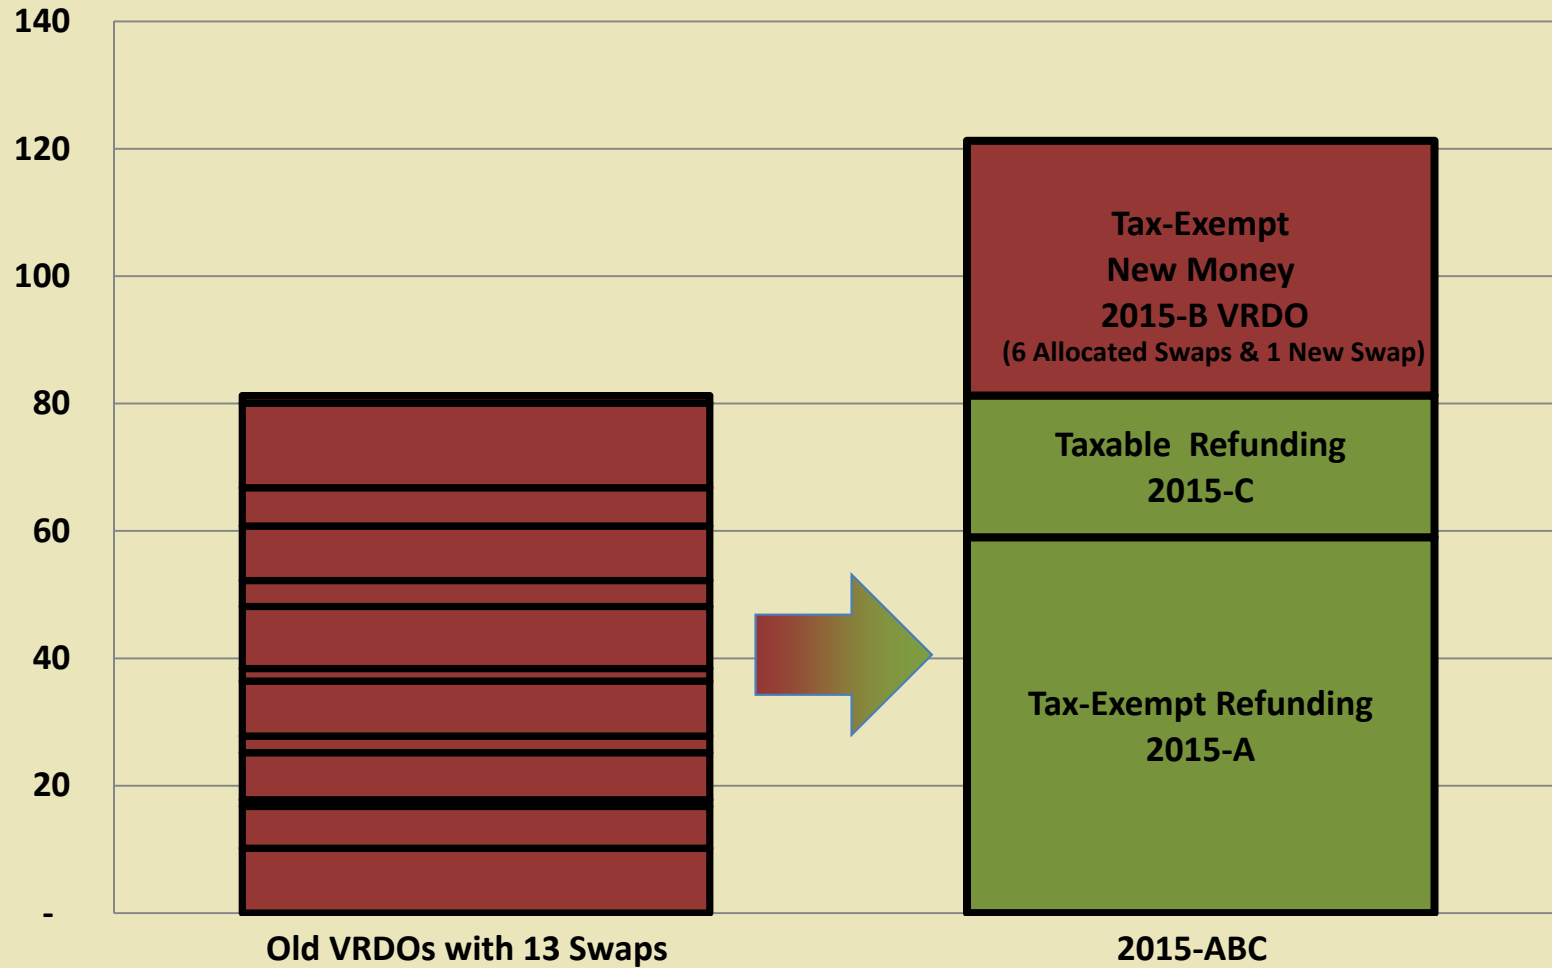 140
120
100
80
60
40
20
-
Tax-Exempt
New Money
2015-B VRDO
(6 Allocated Swaps & 1 New Swap)
Taxable Refunding
2015-C
Tax-Exempt Refunding
2015-A
Old VRDOs with 13 Swaps
2015-ABC